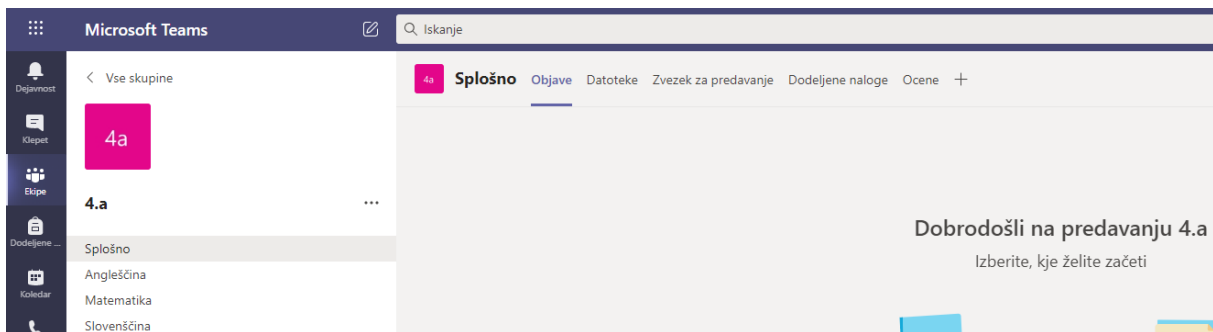 Microsoft Teams
Iskanje
Dejavnost
Klepet
Ekipe
Dodeljene ...
Koledar
Vse skupine
4a
4.a
Splošno
Angleščina
Matematika
Slovenščina
4a Splošno Objave Datoteke Zvezek za predavanje Dodeljene naloge Ocene
Dobrodošli na predavanju 4.a
Izberite, kje želite začeti